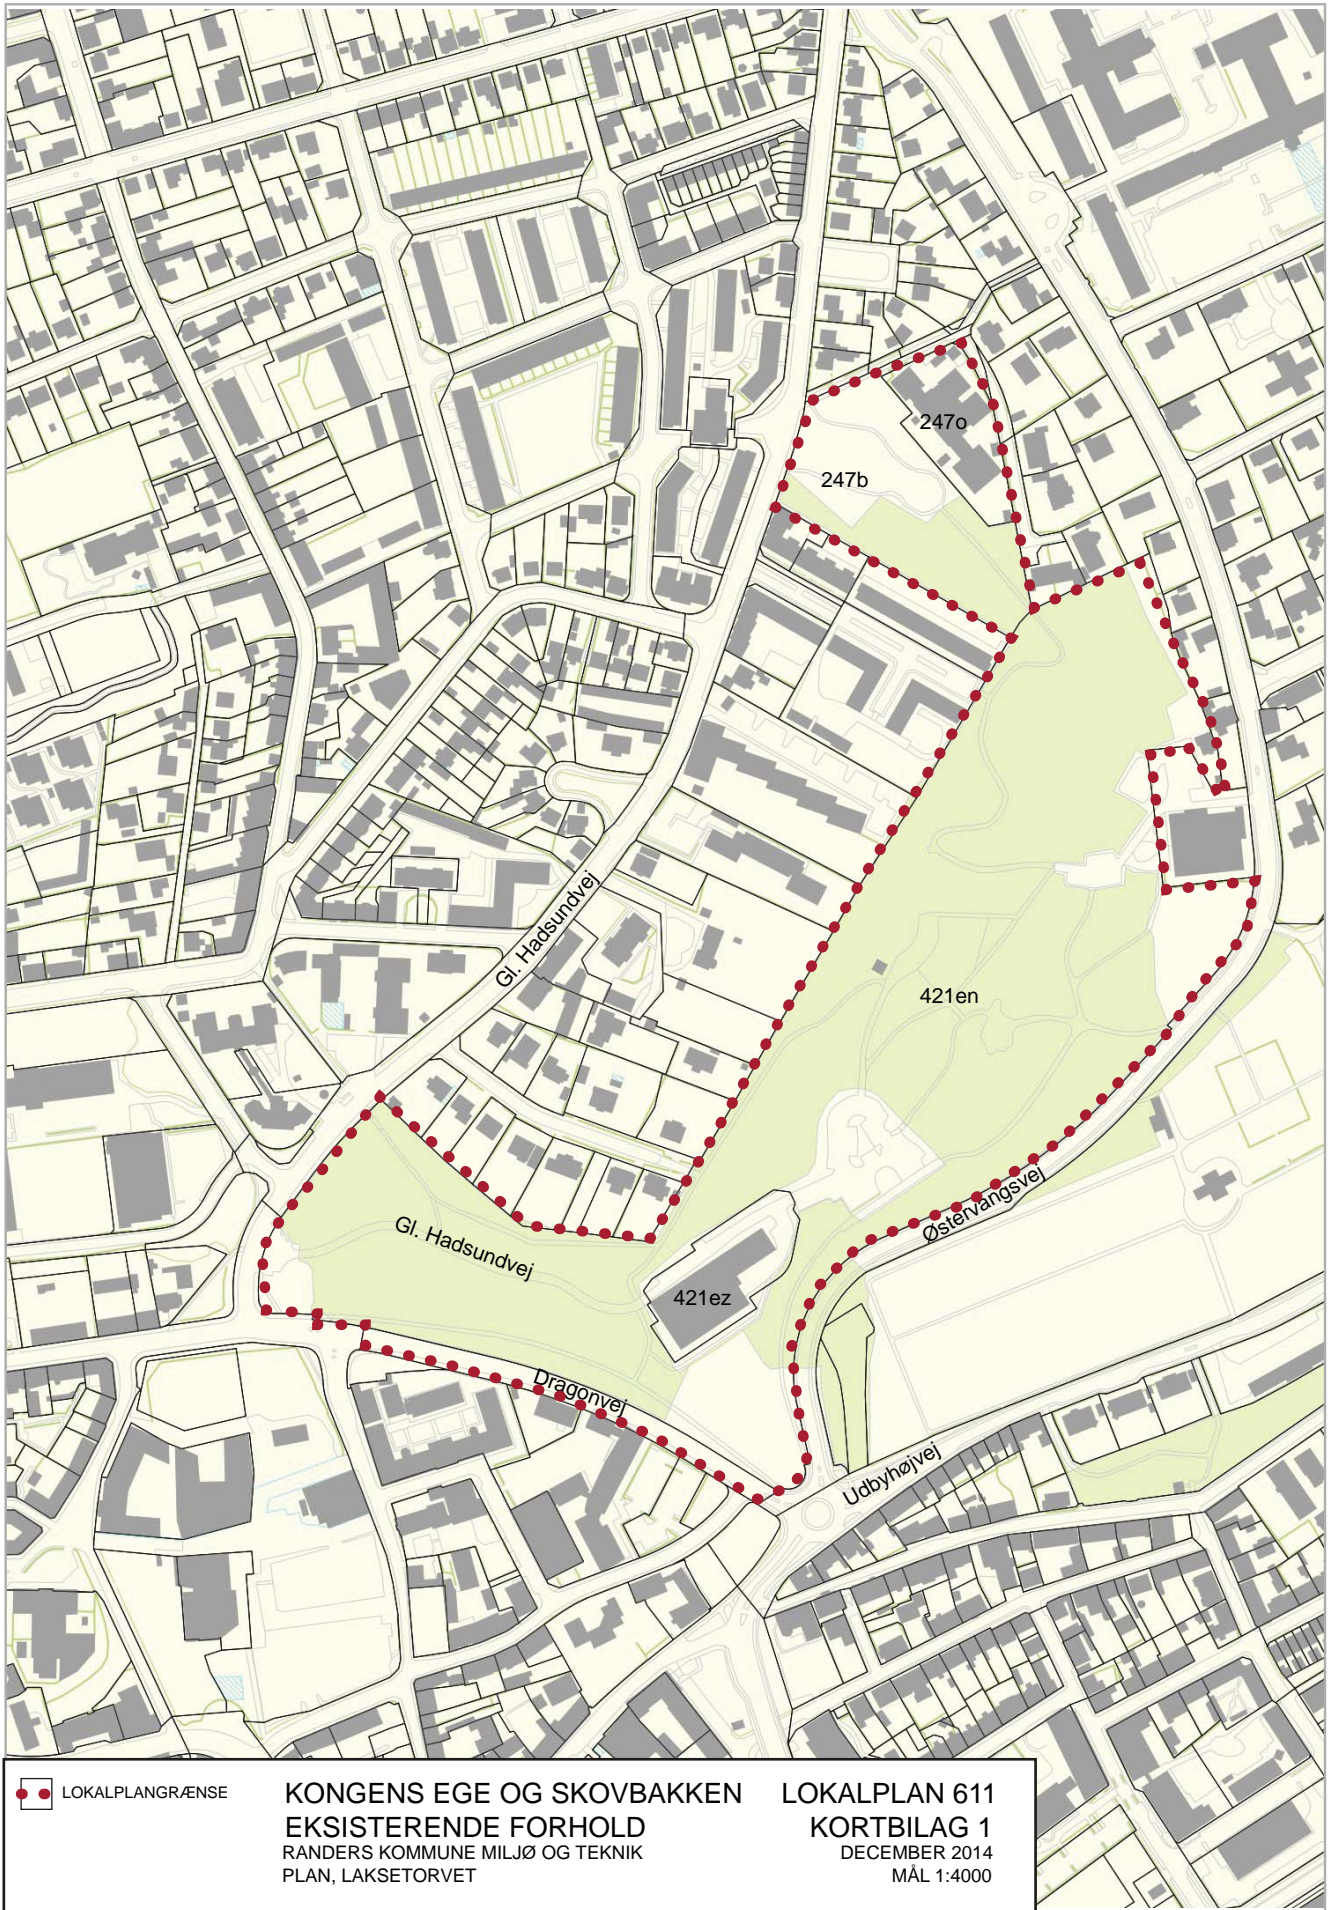 247o
247b
421en
Gl. Hadsundvej
Gl. Hadsundvej
Østervangsvej
421ez
Dragonvej
Udbyhøjvej
LOKALPLANGRÆNSE
KONGENS EGE OG SKOVBAKKEN
EKSISTERENDE FORHOLD
RANDERS KOMMUNE MILJØ OG TEKNIK
PLAN, LAKSETORVET
LOKALPLAN 611
KORTBILAG 1
DECEMBER 2014
MÅL 1:4000